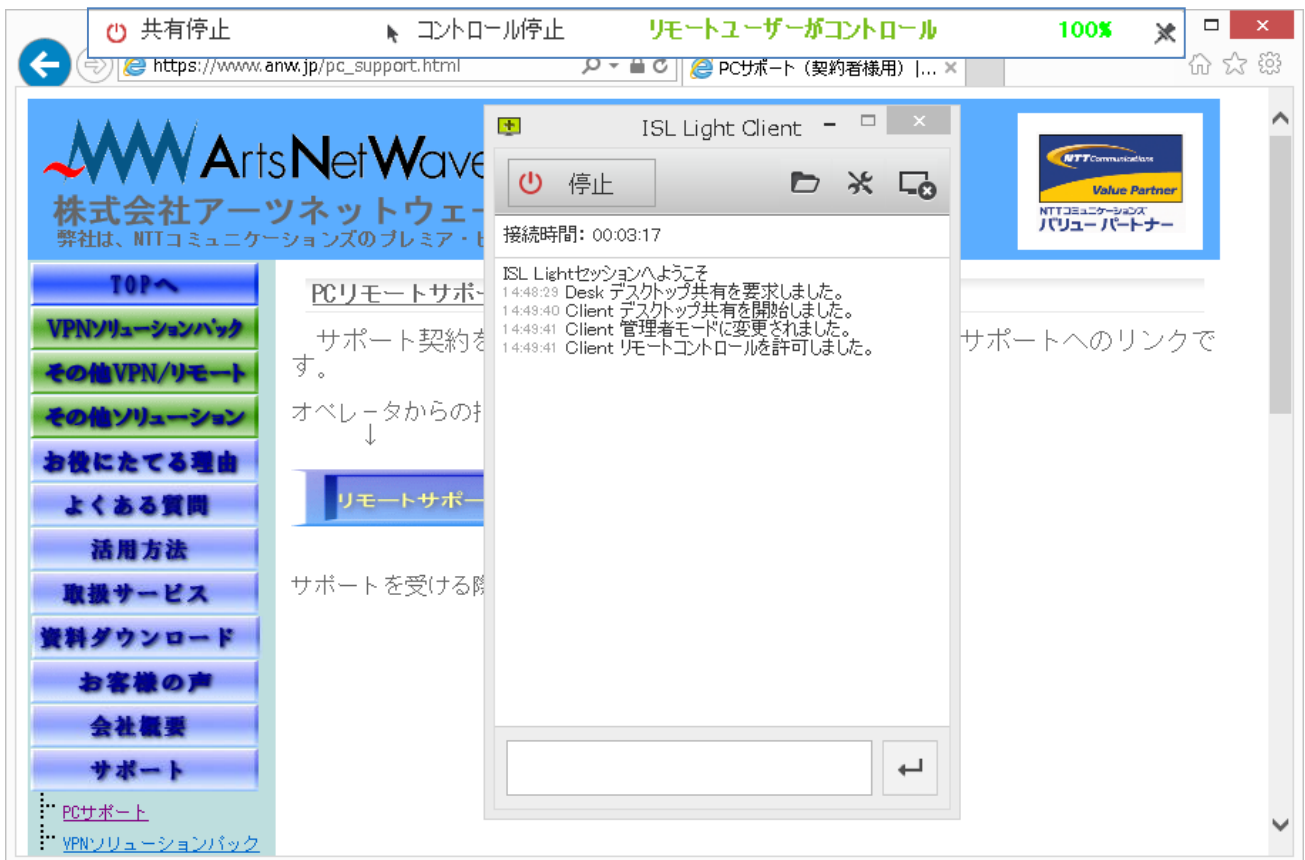 共有停止
コントロール停止
リモートユーザーがコントロール
100%
https://www.anw.jp/pc_support.html
PCサポート（契約者様用）|...
ISL Light Client
ArtsNetWave
株式会社アーツネットウェー
弊社は、NTTコミュニケーションズのプレミア・ビ
NTT Communications
Value Partner
NTTコミュニケーションズ
バリューパートナー
停止
接続時間: 00:03:17
ISL Lightセッションへようこそ
14:48:29 Desk デスクトップ共有を要求しました。
14:49:40 Client デスクトップ共有を開始しました。
14:49:41 Client 管理者モードに変更されました。
14:49:41 Client リモートコントロールを許可しました。
TOPへ
VPNソリューションパック
その他VPN/リモート
その他ソリューション
お役にたてる理由
よくある質問
活用方法
取扱サービス
資料ダウンロード
お客様の声
会社概要
サポート
PCサポート
VPNソリューションパック
PCリモートサポー
サポート契約を
サポートへのリンクで
す。
オペレータからの
↓
リモートサポー
サポートを受ける際